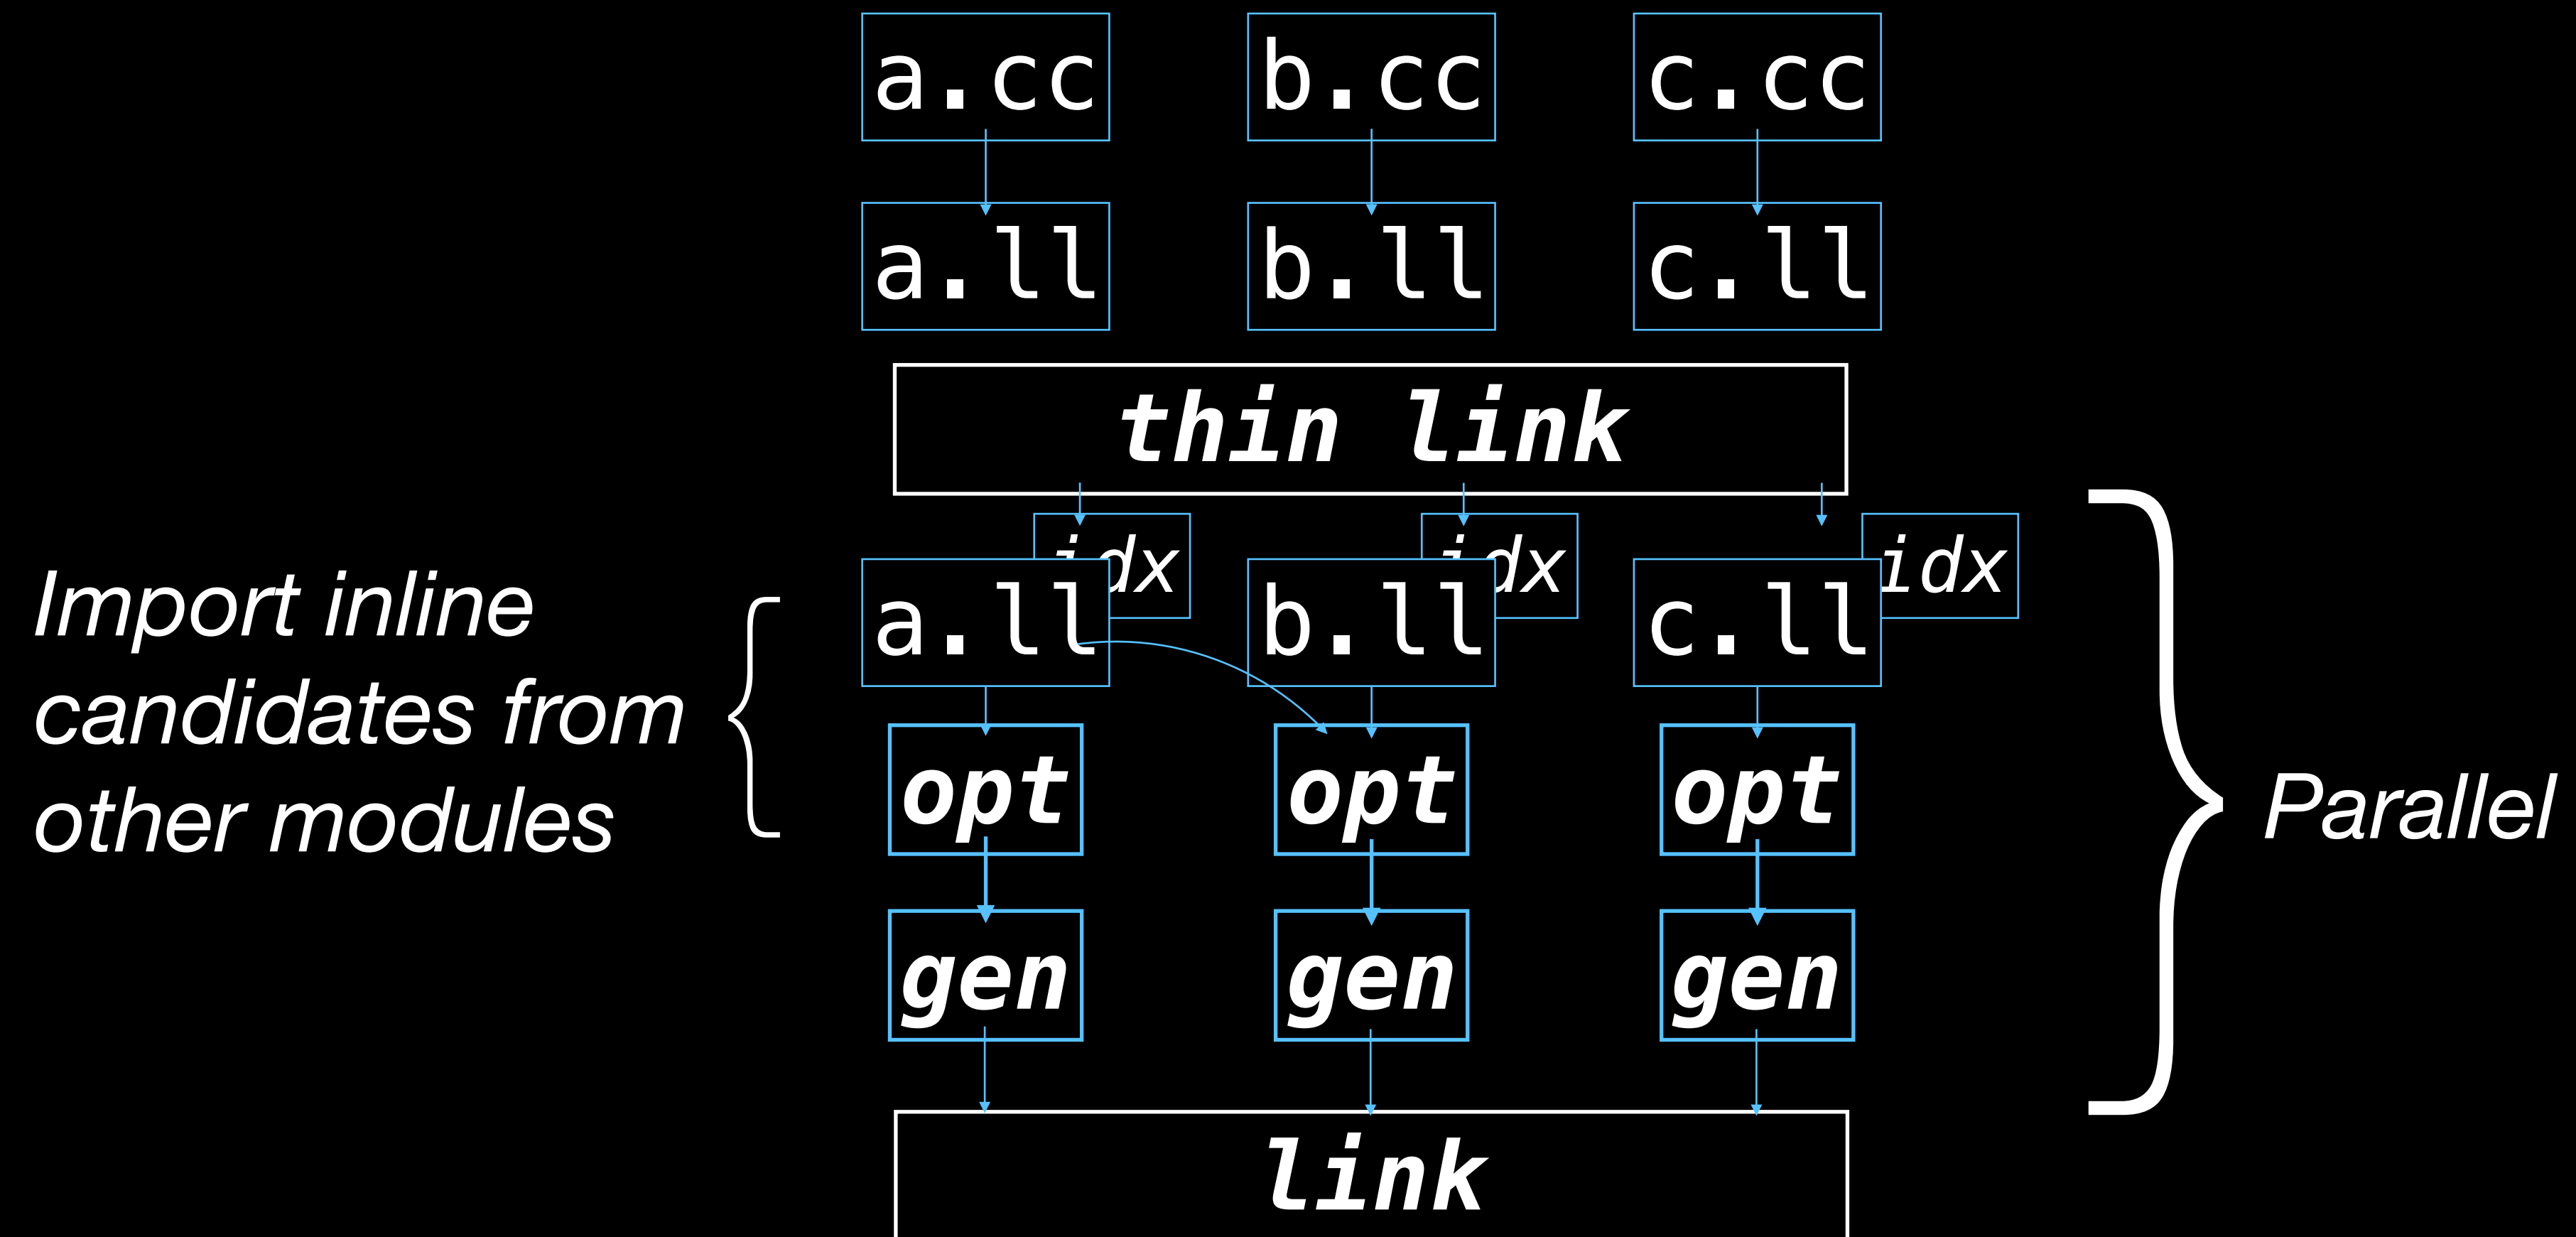 a.cc
b.cc
c.cc
a.ll
b.ll
c.ll
thin link
idx
idx
idx
a.ll
b.ll
c.ll
Import inline
candidates from
other modules
opt
opt
opt
Parallel
gen
gen
gen
link